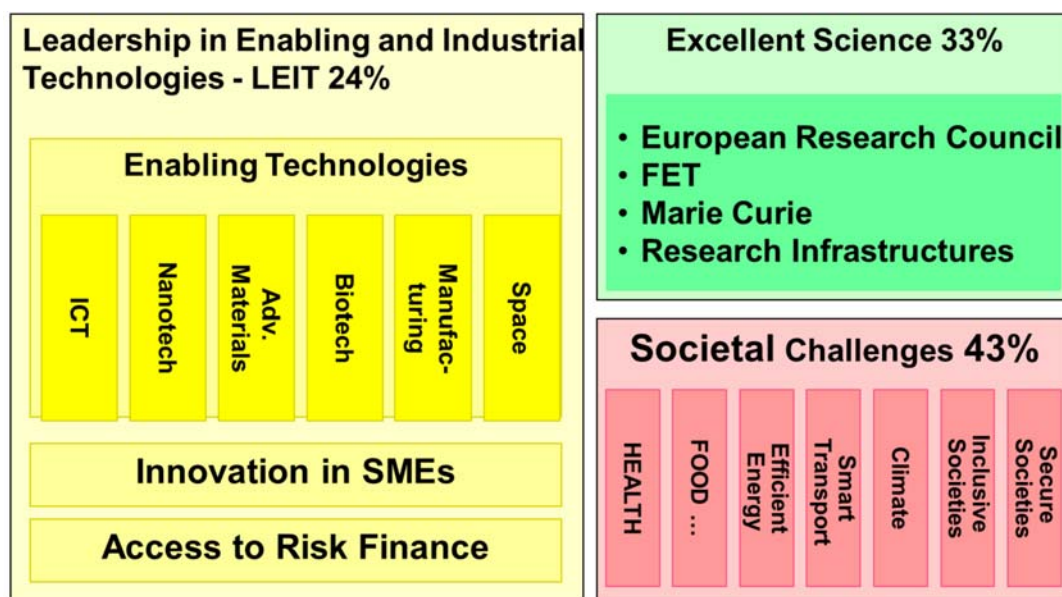 Leadership in Enabling and Industrial
Technologies - LEIT 24%
Enabling Technologies
ICT
Nanotech
Adv.
Materials
Biotech
Manufac-
turing
Space
Innovation in SMEs
Access to Risk Finance
Excellent Science 33%
• European Research Council
• FET
• Marie Curie
• Research Infrastructures
Societal Challenges 43%
HEALTH
FOOD ...
Efficient
Energy
Smart
Transport
Climate
Inclusive
Societies
Secure
Societies